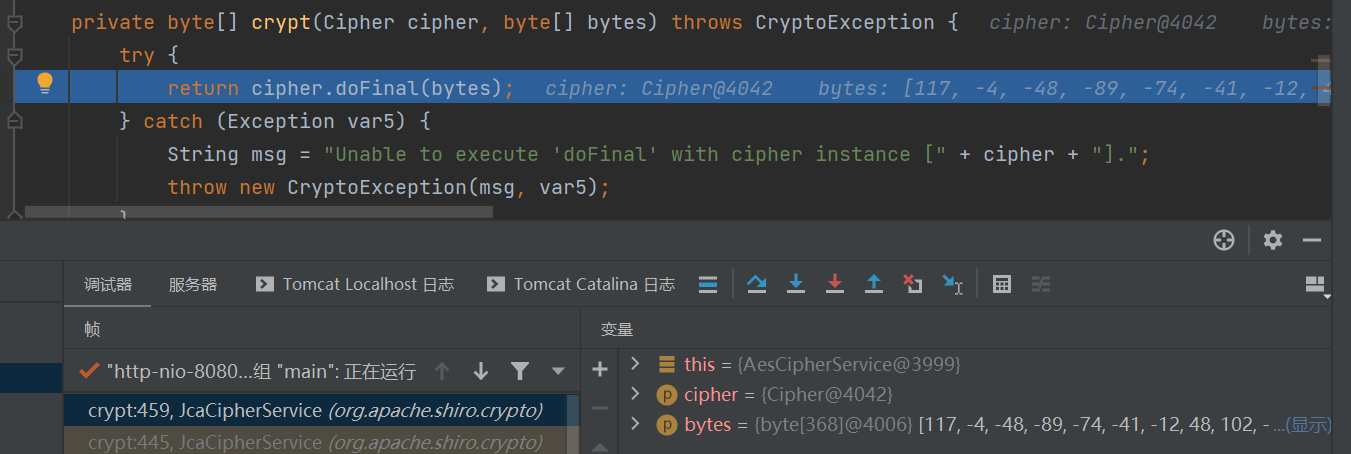 private byte[] crypt(Cipher cipher, byte[] bytes) throws CryptoException { cipher: Cipher@4042 bytes:
try {
return cipher.doFinal(bytes); cipher: Cipher@4042 bytes: [117, -4, -48, -89, -74, -41, -12,
} catch (Exception var5) {
String msg = "Unable to execute 'doFinal' with cipher instance [" + cipher + "].";
throw new CryptoException(msg, var5);
}
调试器 服务器 Tomcat Localhost 日志 Tomcat Catalina 日志
帧 变量
"http-nio-8080...组 "main": 正在运行
this = {AesCipherService@3999}
cipher = {Cipher@4042}
bytes = {byte[368]@4006} [117, -4, -48, -89, -74, -41, -12, 48, 102, - ...(显示)
crypt:459, JcaCipherService (org.apache.shiro.crypto)
crypt:445, JcaCipherService (org.apache.shiro.crypto)